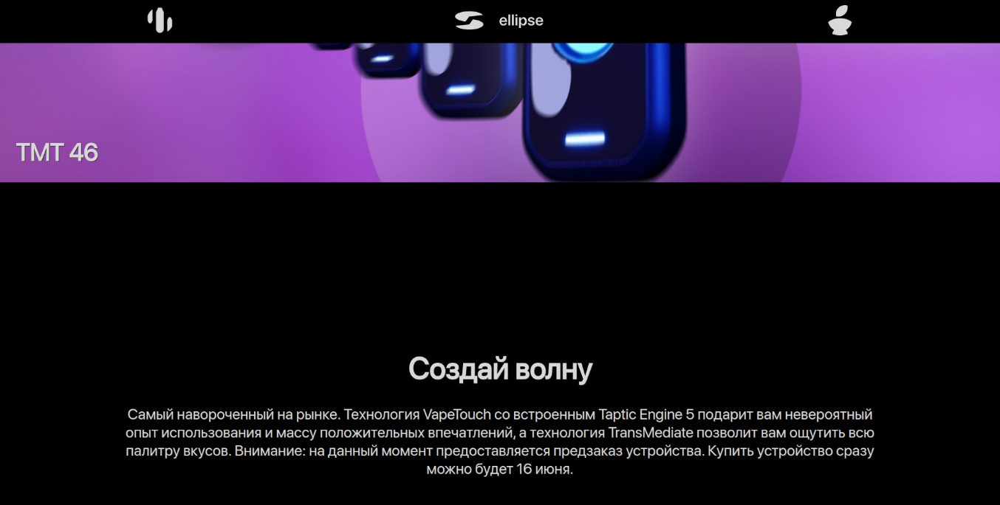 ellipse
TMT 46
Создай волну
Самый навороченный на рынке. Технология VapeTouch со встроенным Taptic Engine 5 подарит вам невероятный
опыт использования и массу положительных впечатлений, а технология TransMediate позволит вам ощутить всю
палитру вкусов. Внимание: на данный момент предоставляется предзаказ устройства. Купить устройство сразу
можно будет 16 июня.